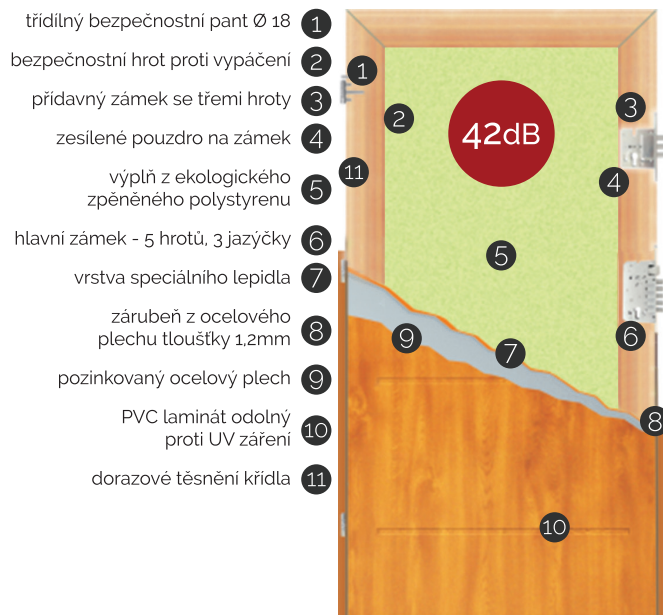 třídílný bezpečnostní pant Ø 18 1
bezpečnostní hrot proti vypáčení 2
přídavný zámek se třemi hroty 3
zesílené pouzdro na zámek 4
výplň z ekologického
zpěněného polystyrenu 5
hlavní zámek - 5 hrotů, 3 jazýčky 6
vrstva speciálního lepidla 7
zárubeň z ocelového
plechu tloušťky 1,2mm 8
pozinkovaný ocelový plech 9
PVC laminát odolný
proti UV záření 10
dorazové těsnění křídla 11
1
2
3
42dB
11
4
5
6
9
7
8
10